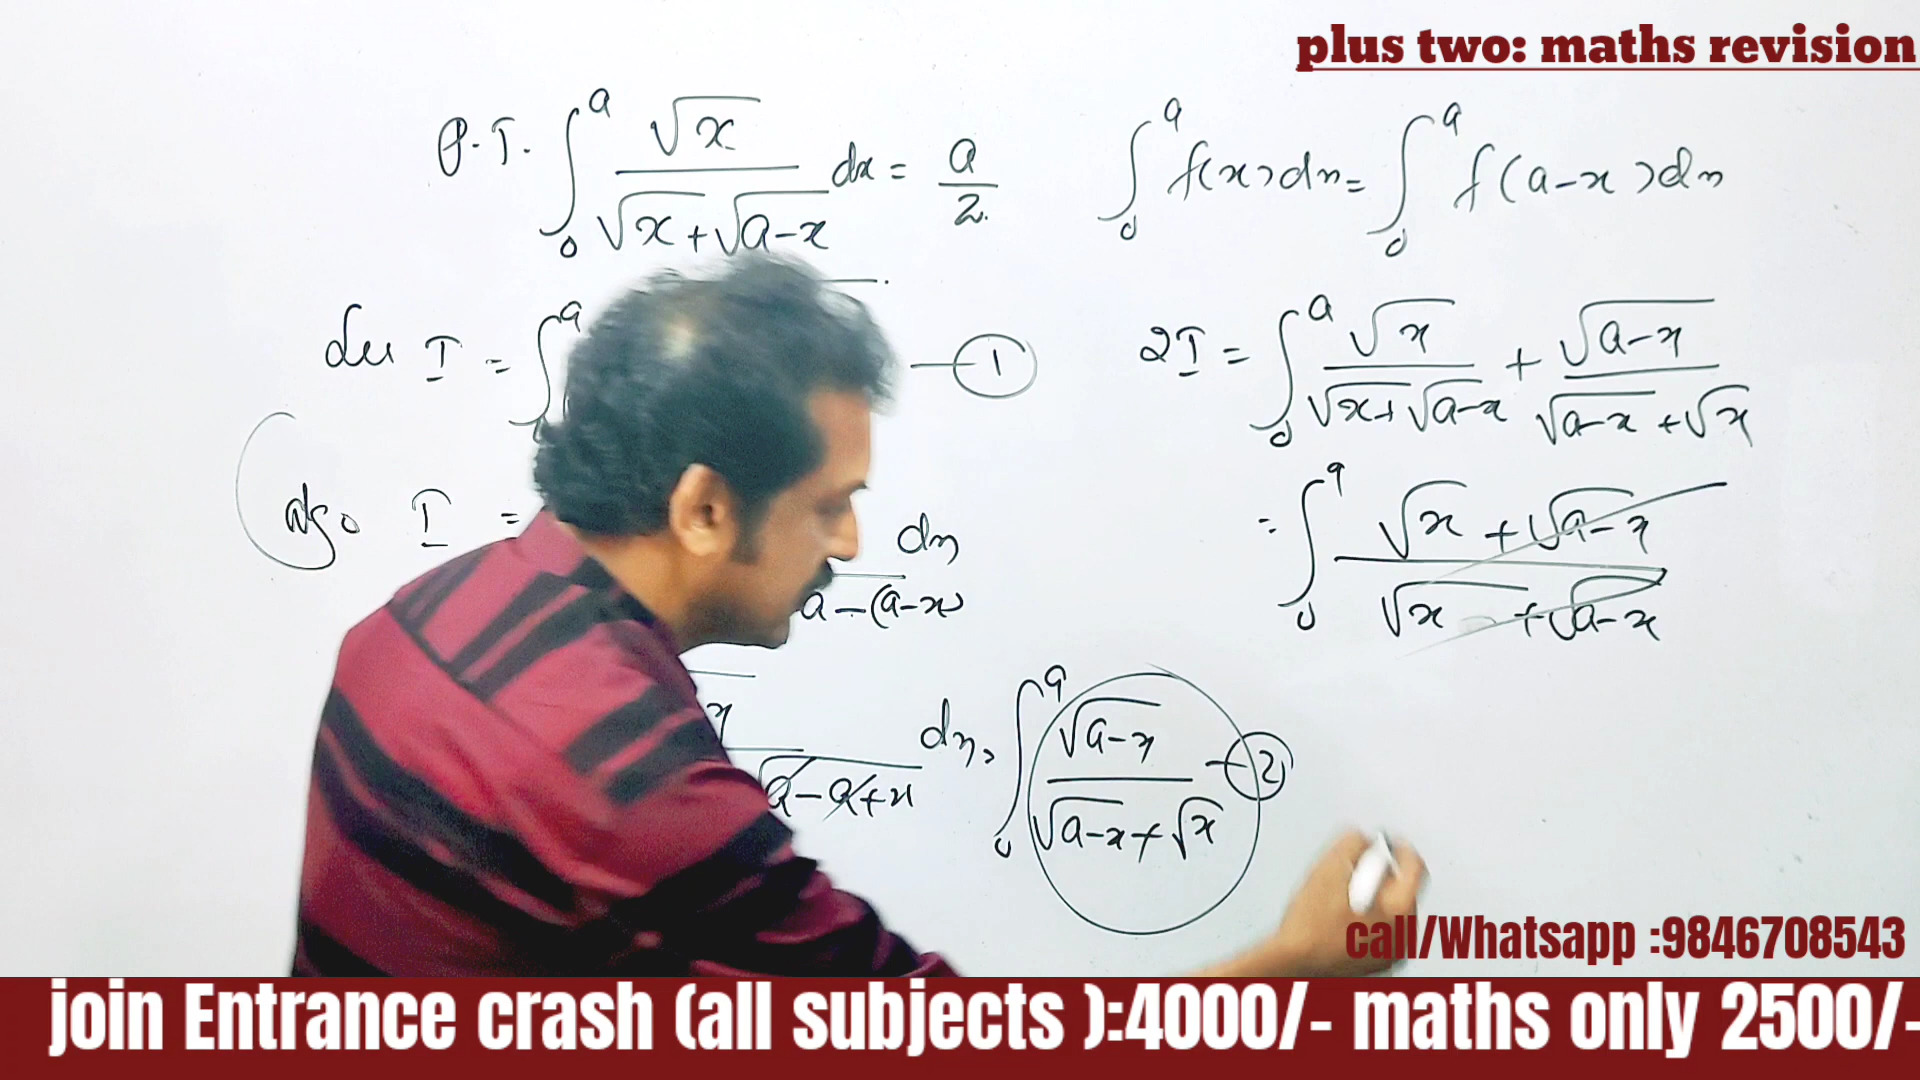 plus two: maths revision
P.T. ∫₀ᵃ √x / (√x + √(a-x)) dx = a/2
∫₀ᵃ f(x) dx = ∫₀ᵃ f(a-x) dx
Let I = ∫ᵃ — ①
also I = dx
a-(a-x)
x / √(a-a+x) dx, ∫₀ᵃ √(a-x) / (√(a-x) + √x) — ②
2I = ∫₀ᵃ √x / (√x + √(a-x)) + √(a-x) / (√(a-x) + √x)
= ∫₀ᵃ (√x + √(a-x)) / (√x + √(a-x))
call/Whatsapp :9846708543
join Entrance crash (all subjects ):4000/- maths only 2500/-